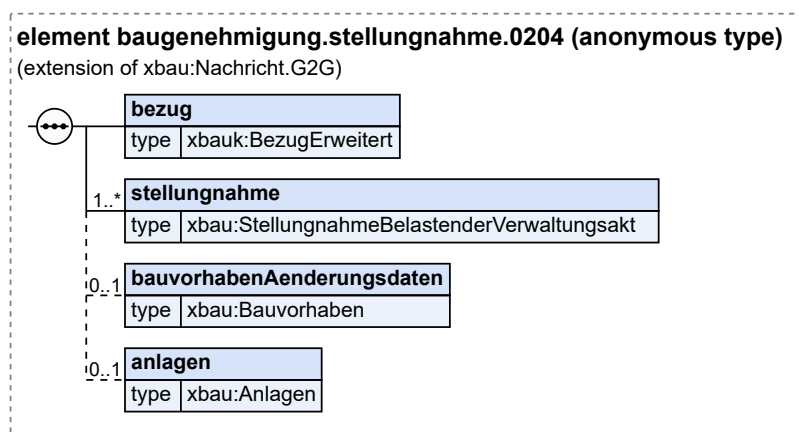 element baugenehmigung.stellungnahme.0204 (anonymous type)
(extension of xbau:Nachricht.G2G)
bezug
type xbauk:BezugErweitert
1..* stellungnahme
type xbau:StellungnahmeBelastenderVerwaltungsakt
0..1 bauvorhabenAenderungsdaten
type xbau:Bauvorhaben
0..1 anlagen
type xbau:Anlagen